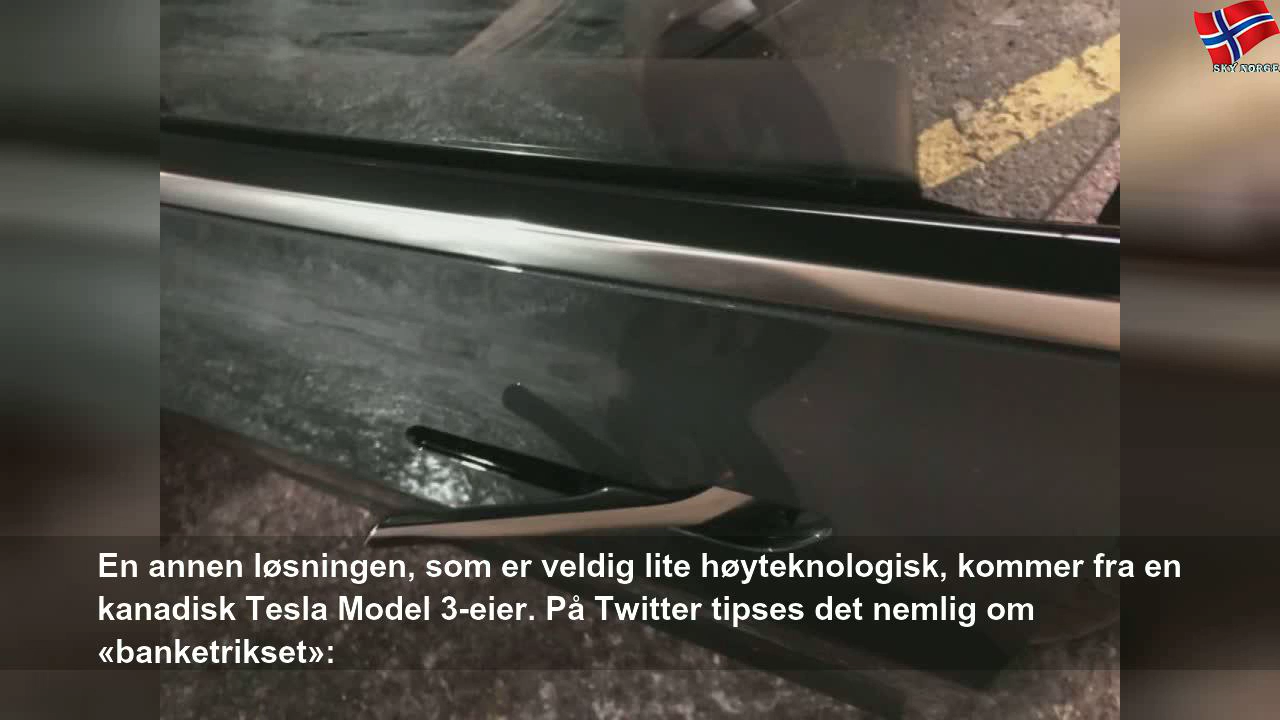 SKY NORGE
En annen løsningen, som er veldig lite høyteknologisk, kommer fra en
kanadisk Tesla Model 3-eier. På Twitter tipses det nemlig om
«banketrikset»: